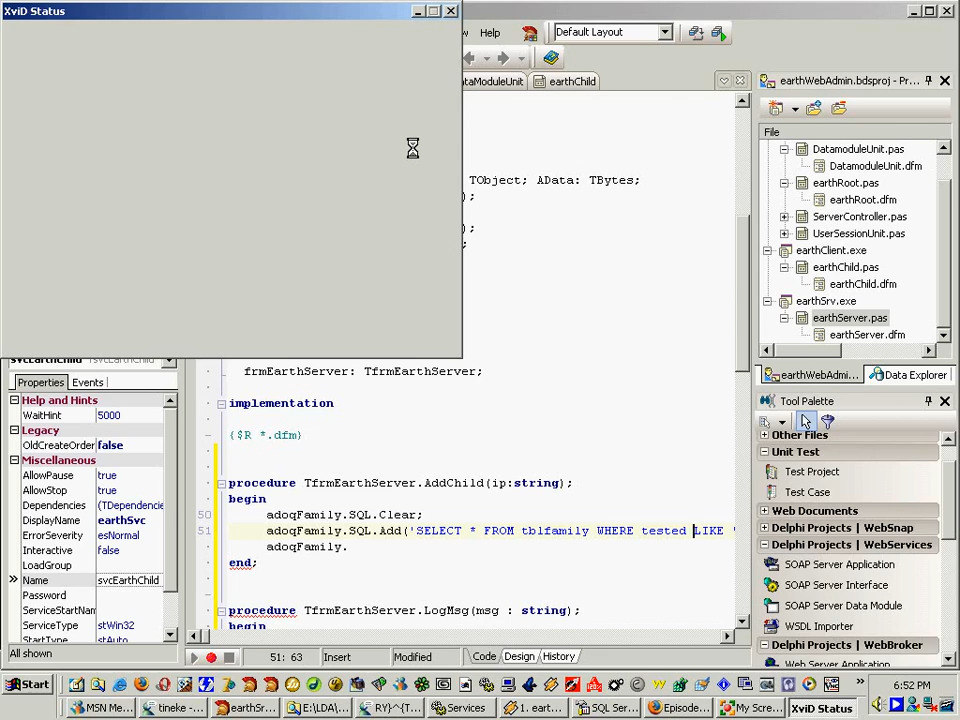 XviD Status
w
Help
Default Layout
ataModuleUnit
earthChild
earthWebAdmin.bdsproj - Pr...
File
DatamoduleUnit.pas
DatamoduleUnit.dfm
earthRoot.pas
earthRoot.dfm
ServerController.pas
UserSessionUnit.pas
earthClient.exe
earthChild.pas
earthChild.dfm
earthSrv.exe
earthServer.pas
earthServer.dfm
earthWebAdmi...
Data Explorer
TObject; AData: TBytes;
);
);
;
frmEarthServer: TfrmEarthServer;
implementation
{$R *.dfm}
procedure TfrmEarthServer.AddChild(ip:string);
begin
50 adoqFamily.SQL.Clear;
51 adoqFamily.SQL.Add('SELECT * FROM tblfamily WHERE tested LIKE '
adoqFamily.
end;
procedure TfrmEarthServer.LogMsg(msg : string);
begin
51: 63
Insert
Modified
Code
Design
History
svcEarthChild TsvcEarthChild
Properties
Events
Help and Hints
WaitHint 5000
Legacy
OldCreateOrder false
Miscellaneous
AllowPause true
AllowStop true
Dependencies (TDependencie
DisplayName earthSvc
ErrorSeverity esNormal
Interactive false
LoadGroup
Name svcEarthChild
Password
ServiceStartNam
ServiceType stWin32
StartType stAuto
All shown
Tool Palette
Other Files
Unit Test
Test Project
Test Case
Web Documents
Delphi Projects | WebSnap
Delphi Projects | WebServices
SOAP Server Application
SOAP Server Interface
SOAP Server Data Module
WSDL Importer
Delphi Projects | WebBroker
Web Server Application
Start
6:52 PM
MSN Me...
tineke - ...
earthSr...
E:\LDA\...
RY}^{T...
Services
1. eart...
SQL Ser...
Episode...
My Scre...
XviD Status